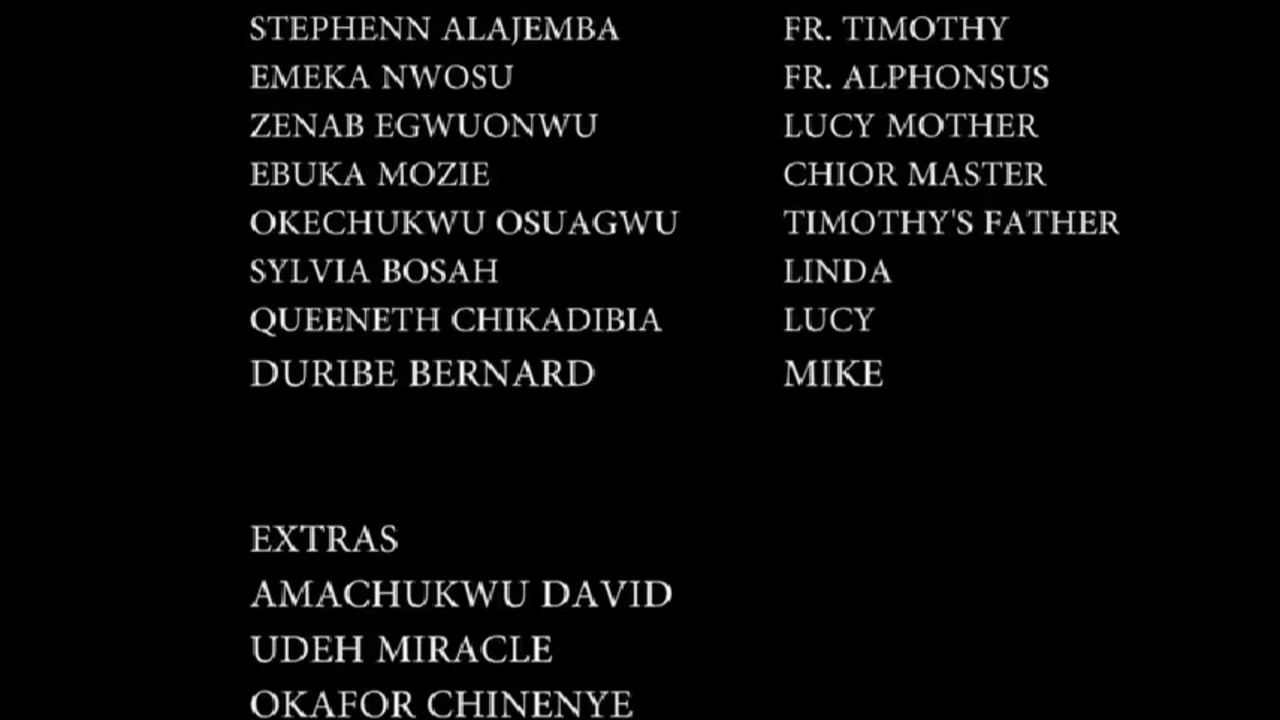 STEPHENN ALAJEMBA FR. TIMOTHY
EMEKA NWOSU FR. ALPHONSUS
ZENAB EGWUONWU LUCY MOTHER
EBUKA MOZIE CHIOR MASTER
OKECHUKWU OSUAGWU TIMOTHY'S FATHER
SYLVIA BOSAH LINDA
QUEENETH CHIKADIBIA LUCY
DURIBE BERNARD MIKE
EXTRAS
AMACHUKWU DAVID
UDEH MIRACLE
OKAFOR CHINENYE